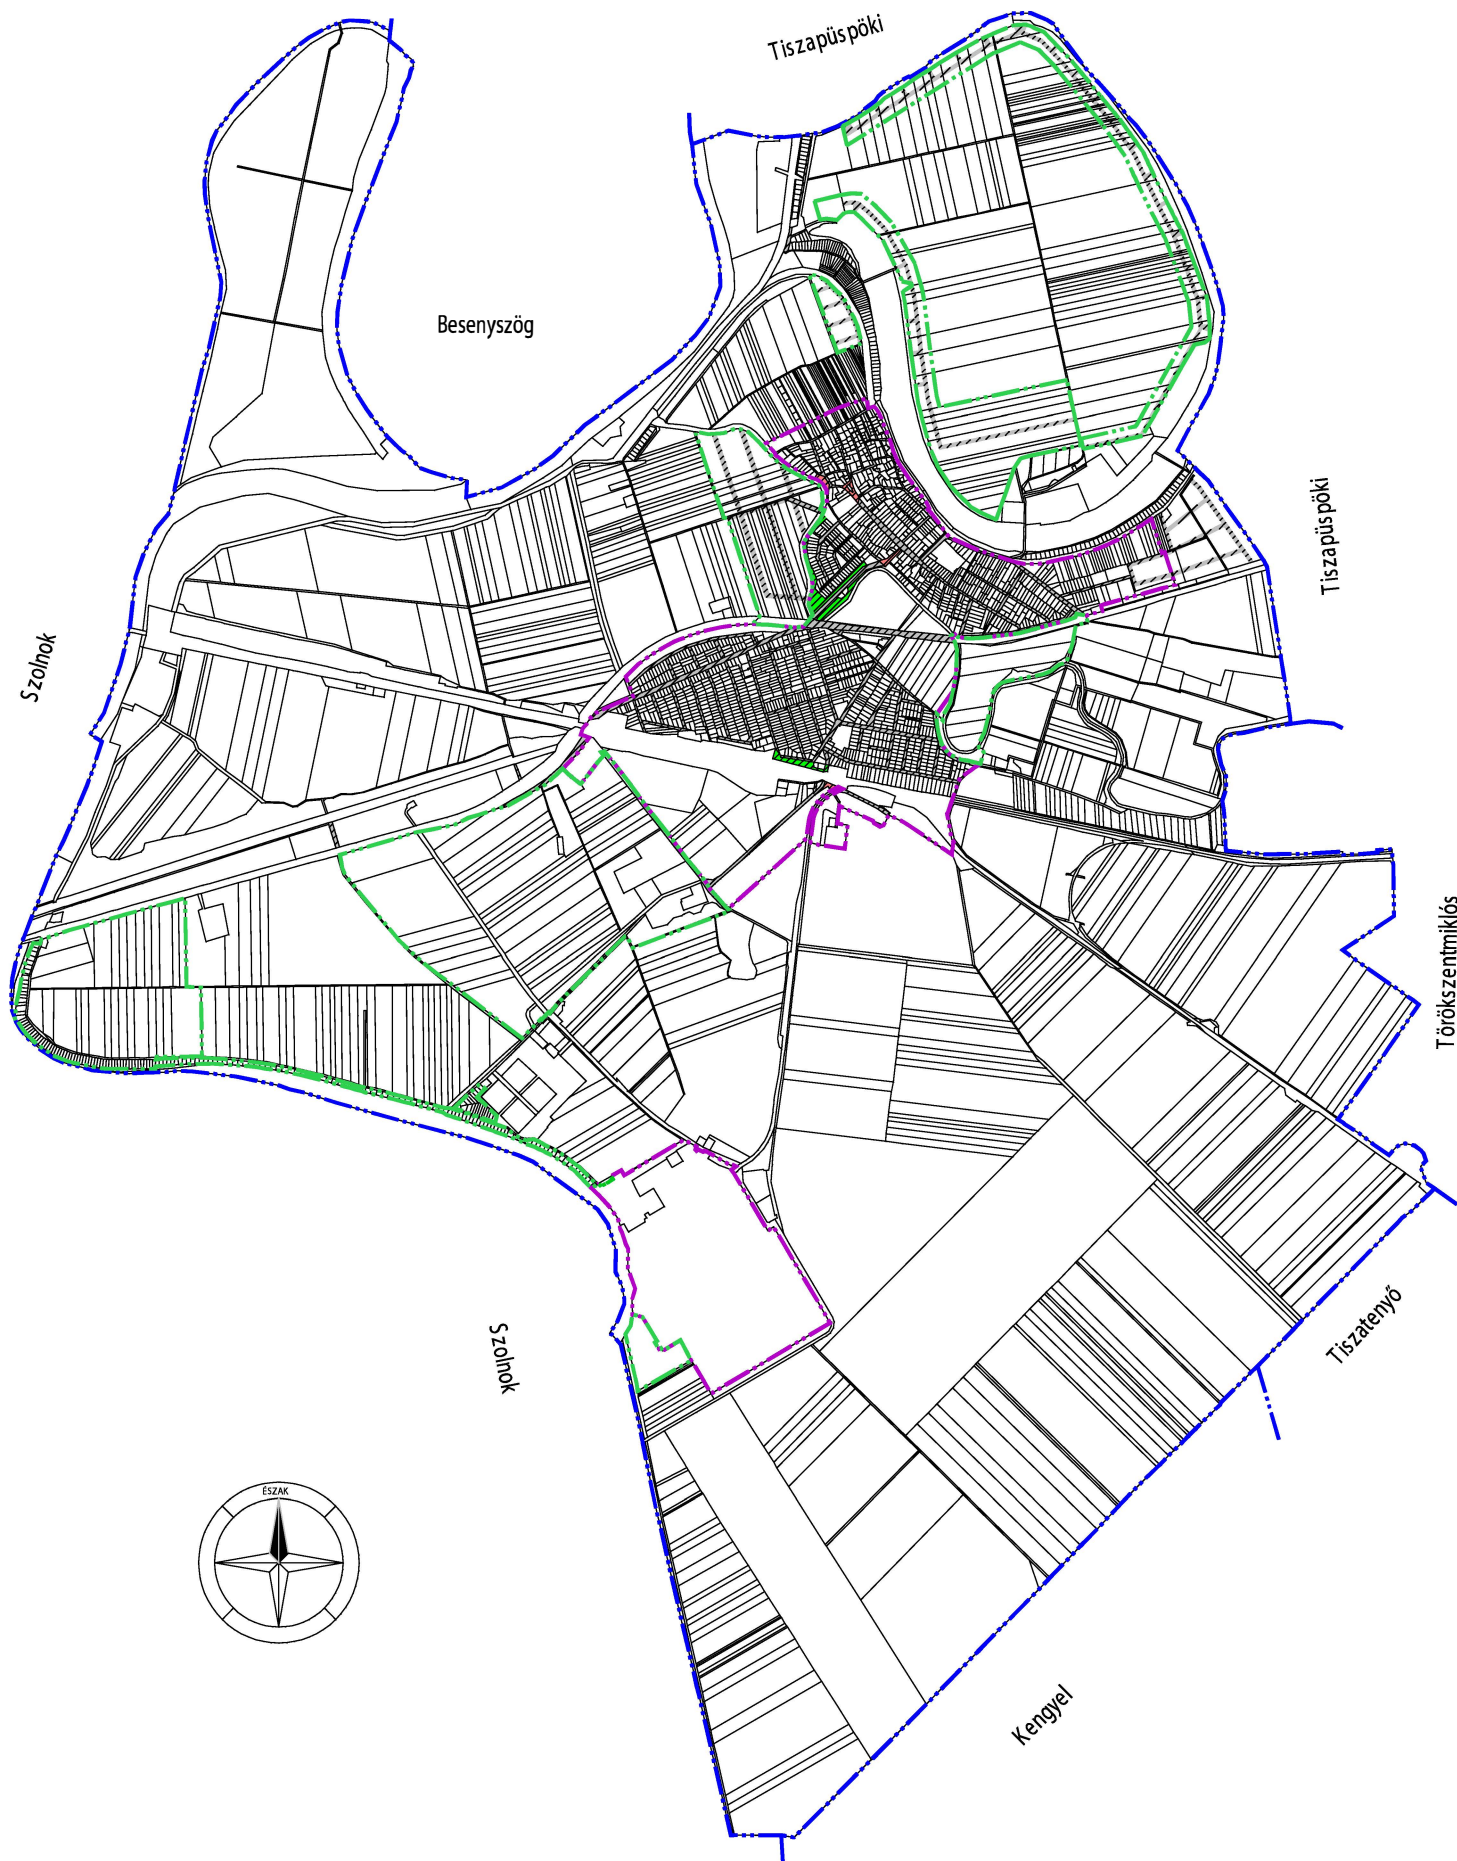 Tiszapüspöki
Besenyszög
Tiszapüspöki
Szolnok
Törökszentmiklós
Szolnok
Tiszatenyő
ÉSZAK
Kengyel